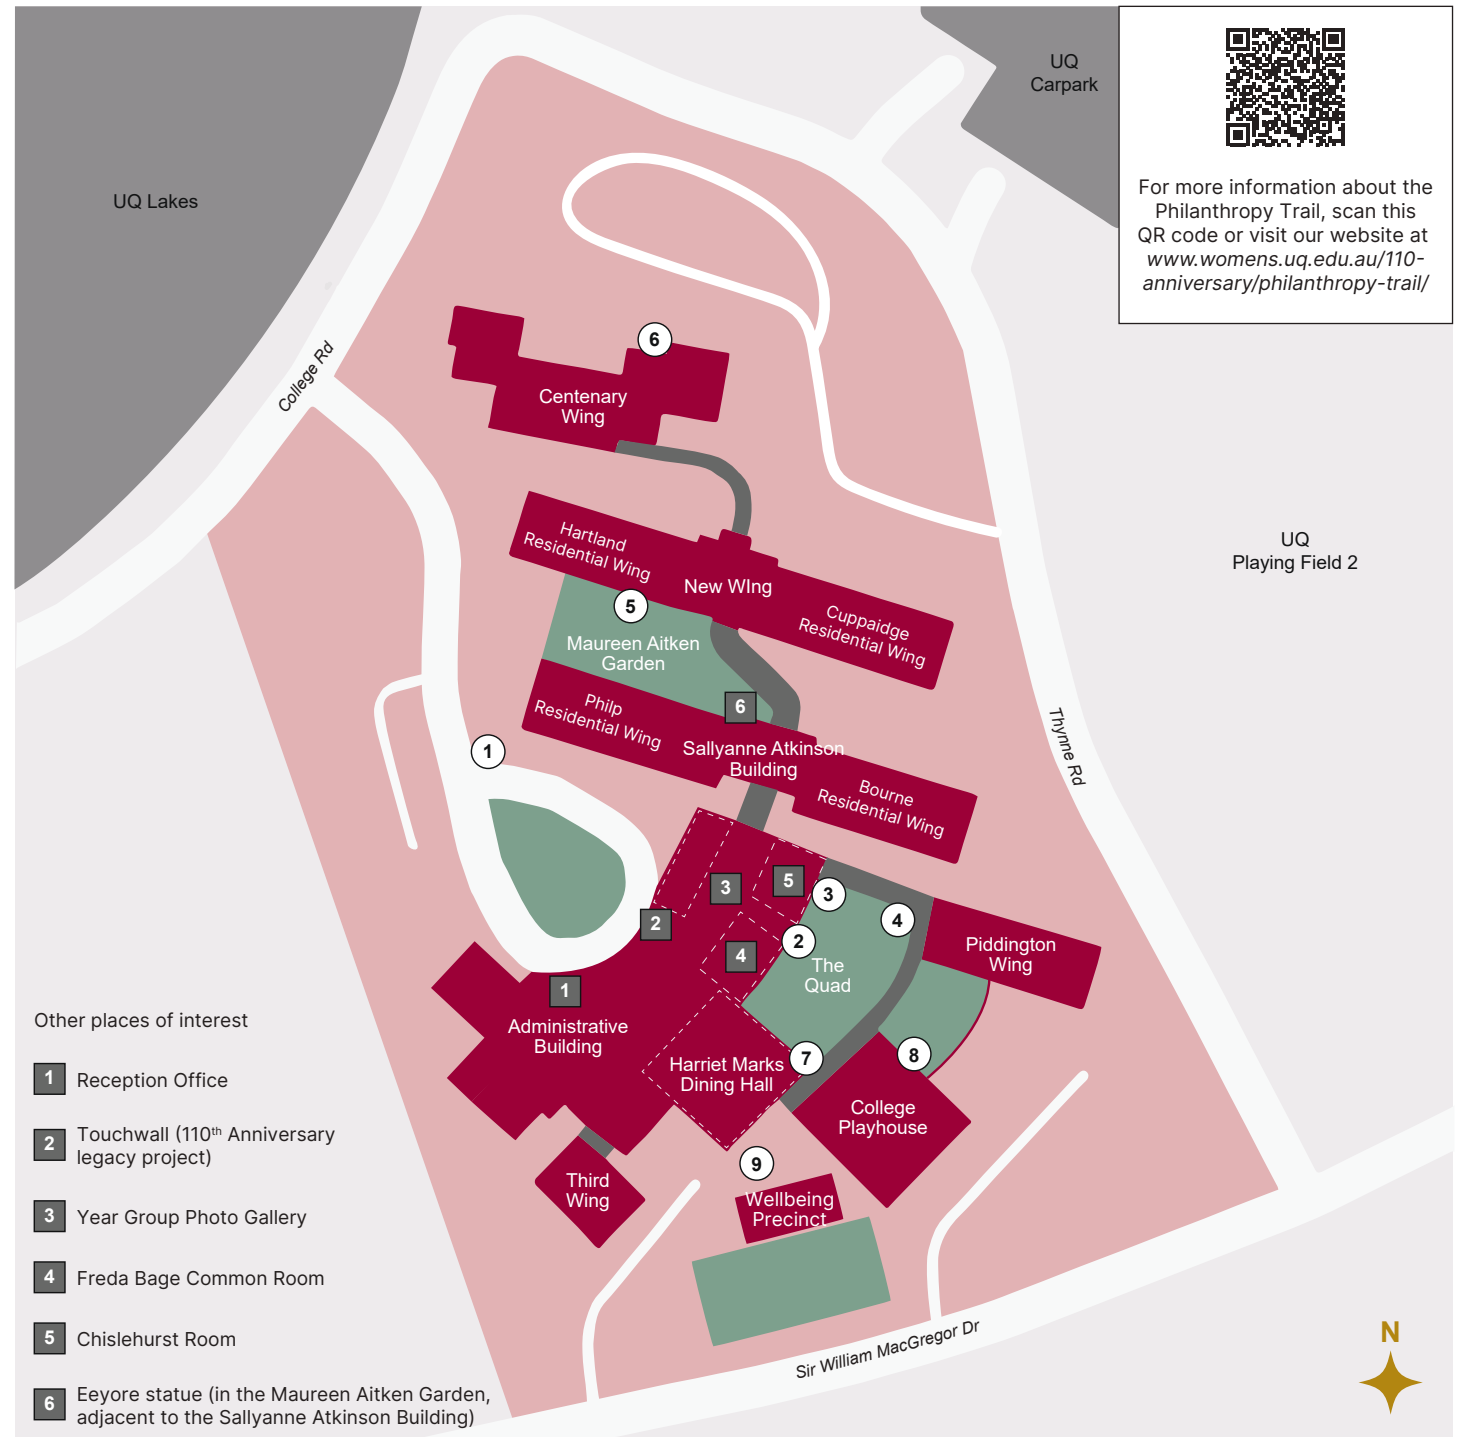 UQ
Carpark
For more information about the
Philanthropy Trail, scan this
QR code or visit our website at
www.womens.uq.edu.au/110-
anniversary/philanthropy-trail/
UQ Lakes
College Rd
6
Centenary
Wing
Hartland
Residential Wing
New WIng
Cuppaidge
Residential Wing
UQ
Playing Field 2
5
Maureen Aitken
Garden
6
Philp
Residential Wing
Sallyanne Atkinson
Building
Bourne
Residential Wing
Thynne Rd
1
3
5
3
2
4
4
2
The
Quad
Piddington
Wing
1
Administrative
Building
Harriet Marks
Dining Hall
7
8
College
Playhouse
9
Third
Wing
Wellbeing
Precinct
Sir William MacGregor Dr
N
Other places of interest
1 Reception Office
2 Touchwall (110th Anniversary
legacy project)
3 Year Group Photo Gallery
4 Freda Bage Common Room
5 Chislehurst Room
6 Eeyore statue (in the Maureen Aitken Garden,
adjacent to the Sallyanne Atkinson Building)